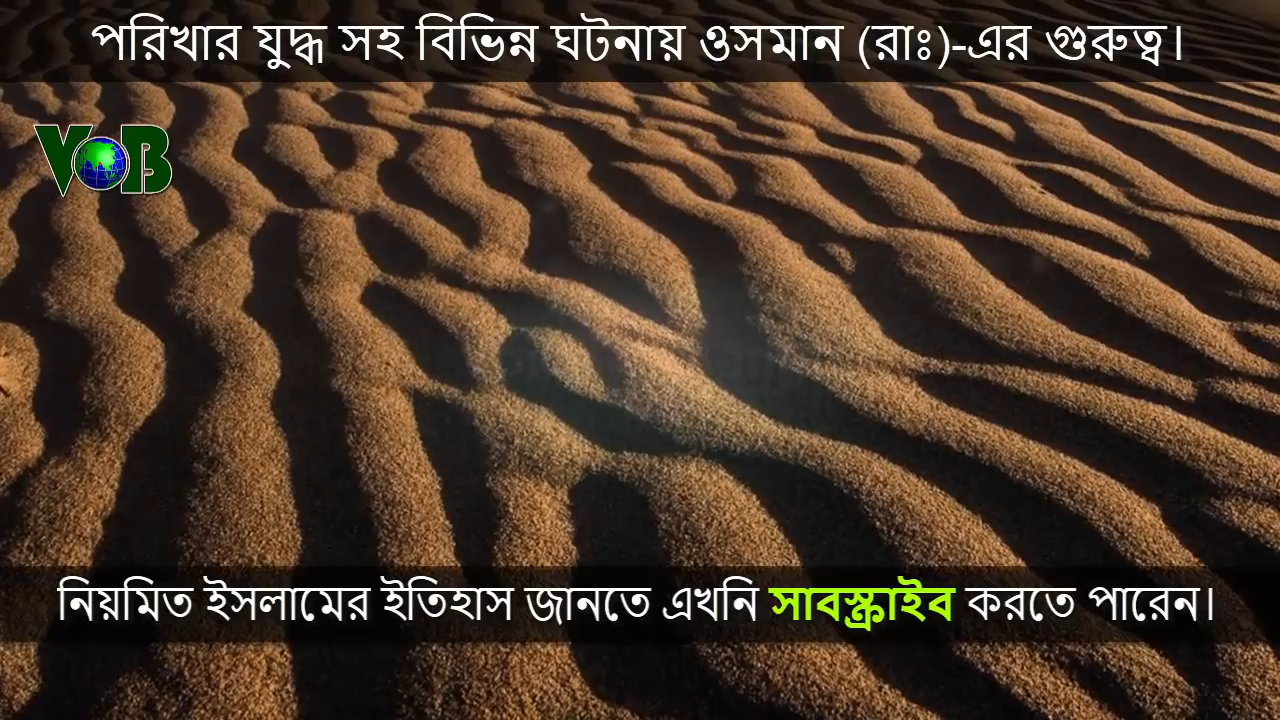 পরিখার যুদ্ধ সহ বিভিন্ন ঘটনায় ওসমান (রাঃ)-এর গুরুত্ব।
VOB
নিয়মিত ইসলামের ইতিহাস জানতে এখনি সাবস্ক্রাইব করতে পারেন।